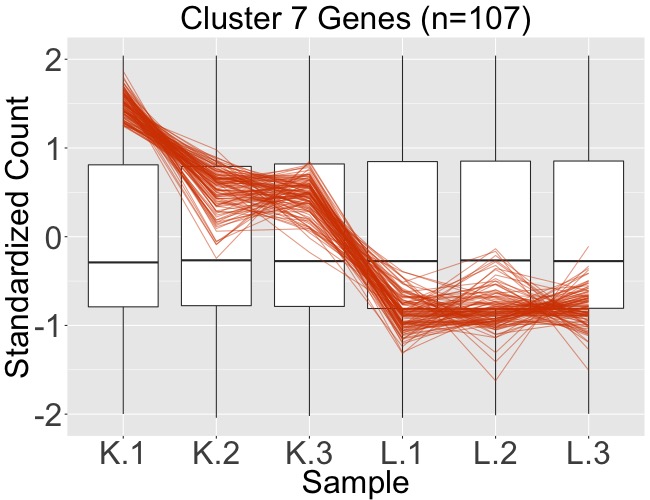 Cluster 7 Genes (n=107)
Standardized Count
2
1
0
-1
-2
K.1 K.2 K.3 L.1 L.2 L.3
Sample